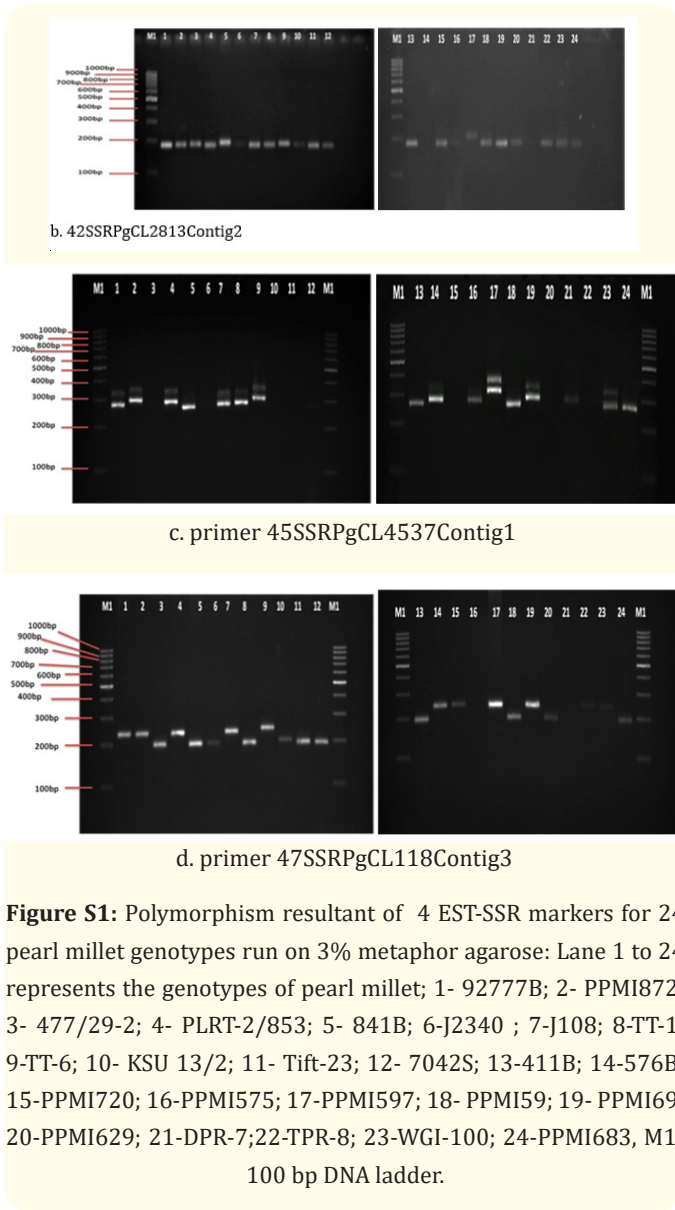 M1 1 2 3 4 5 6 7 8 9 10 11 12
M1 13 14 15 16 17 18 19 20 21 22 23 24
1000bp
900bp
800bp
700bp
600bp
500bp
400bp
300bp
200bp
100bp
b. 42SSRPgCL2813Contig2
M1 1 2 3 4 5 6 7 8 9 10 11 12 M1
M1 13 14 15 16 17 18 19 20 21 22 23 24 M1
1000bp
900bp
800bp
700bp
600bp
500bp
400bp
300bp
200bp
100bp
c. primer 45SSRPgCL4537Contig1
M1 1 2 3 4 5 6 7 8 9 10 11 12 M1
M1 13 14 15 16 17 18 19 20 21 22 23 24 M1
1000bp
900bp
800bp
700bp
600bp
500bp
400bp
300bp
200bp
100bp
d. primer 47SSRPgCL118Contig3
Figure S1: Polymorphism resultant of 4 EST-SSR markers for 24
pearl millet genotypes run on 3% metaphor agarose: Lane 1 to 24
represents the genotypes of pearl millet; 1- 92777B; 2- PPMI872
3- 477/29-2; 4- PLRT-2/853; 5- 841B; 6-J2340 ; 7-J108; 8-TT-1
9-TT-6; 10- KSU 13/2; 11- Tift-23; 12- 7042S; 13-411B; 14-576B
15-PPMI720; 16-PPMI575; 17-PPMI597; 18- PPMI59; 19- PPMI69
20-PPMI629; 21-DPR-7;22-TPR-8; 23-WGI-100; 24-PPMI683, M1
100 bp DNA ladder.